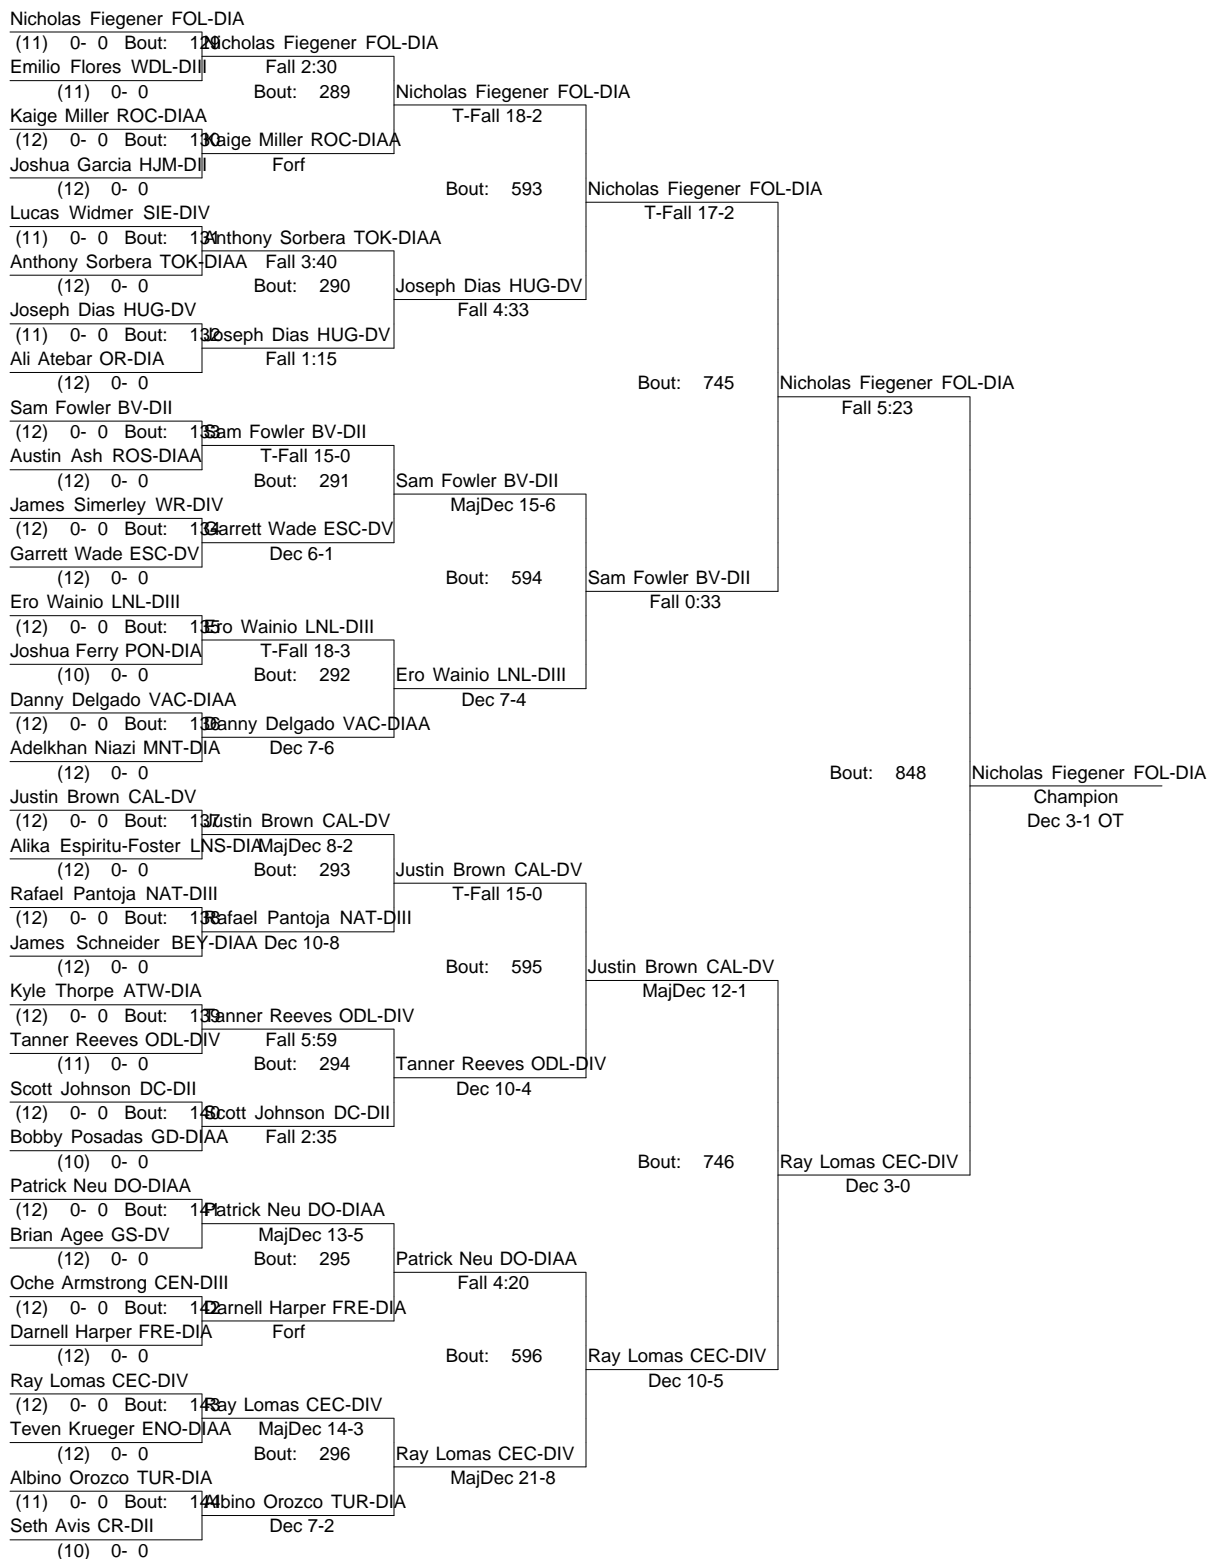 Nicholas Fiegener FOL-DIA
(11) 0- 0 Bout: 129 Nicholas Fiegener FOL-DIA
Emilio Flores WDL-DIII Fall 2:30
(11) 0- 0 Bout: 289 Nicholas Fiegener FOL-DIA
Kaige Miller ROC-DIAA T-Fall 18-2
(12) 0- 0 Bout: 130 Kaige Miller ROC-DIAA
Joshua Garcia HJM-DII Forf
(12) 0- 0 Bout: 593 Nicholas Fiegener FOL-DIA
Lucas Widmer SIE-DIV T-Fall 17-2
(11) 0- 0 Bout: 131 Anthony Sorbera TOK-DIAA
Anthony Sorbera TOK-DIAA Fall 3:40
(12) 0- 0 Bout: 290 Joseph Dias HUG-DV
Joseph Dias HUG-DV Fall 4:33
(11) 0- 0 Bout: 132 Joseph Dias HUG-DV
Ali Atebar OR-DIA Fall 1:15
(12) 0- 0 Bout: 745 Nicholas Fiegener FOL-DIA
Sam Fowler BV-DII Fall 5:23
(12) 0- 0 Bout: 133 Sam Fowler BV-DII
Austin Ash ROS-DIAA T-Fall 15-0
(12) 0- 0 Bout: 291 Sam Fowler BV-DII
James Simerley WR-DIV MajDec 15-6
(12) 0- 0 Bout: 134 Garrett Wade ESC-DV
Garrett Wade ESC-DV Dec 6-1
(12) 0- 0 Bout: 594 Sam Fowler BV-DII
Ero Wainio LNL-DIII Fall 0:33
(12) 0- 0 Bout: 135 Ero Wainio LNL-DIII
Joshua Ferry PON-DIA T-Fall 18-3
(10) 0- 0 Bout: 292 Ero Wainio LNL-DIII
Danny Delgado VAC-DIAA Dec 7-4
(12) 0- 0 Bout: 136 Danny Delgado VAC-DIAA
Adelkhan Niazi MNT-DIA Dec 7-6
(12) 0- 0 Bout: 848 Nicholas Fiegener FOL-DIA
Justin Brown CAL-DV Champion
(12) 0- 0 Bout: 137 Justin Brown CAL-DV Dec 3-1 OT
Alika Espiritu-Foster LNS-DIA MajDec 8-2
(12) 0- 0 Bout: 293 Justin Brown CAL-DV
Rafael Pantoja NAT-DIII T-Fall 15-0
(12) 0- 0 Bout: 138 Rafael Pantoja NAT-DIII
James Schneider BEY-DIAA Dec 10-8
(12) 0- 0 Bout: 595 Justin Brown CAL-DV
Kyle Thorpe ATW-DIA MajDec 12-1
(12) 0- 0 Bout: 139 Tanner Reeves ODL-DIV
Tanner Reeves ODL-DIV Fall 5:59
(11) 0- 0 Bout: 294 Tanner Reeves ODL-DIV
Scott Johnson DC-DII Dec 10-4
(12) 0- 0 Bout: 140 Scott Johnson DC-DII
Bobby Posadas GD-DIAA Fall 2:35
(10) 0- 0 Bout: 746 Ray Lomas CEC-DIV
Patrick Neu DO-DIAA Dec 3-0
(12) 0- 0 Bout: 141 Patrick Neu DO-DIAA
Brian Agee GS-DV MajDec 13-5
(12) 0- 0 Bout: 295 Patrick Neu DO-DIAA
Oche Armstrong CEN-DIII Fall 4:20
(12) 0- 0 Bout: 142 Darnell Harper FRE-DIA
Darnell Harper FRE-DIA Forf
(12) 0- 0 Bout: 596 Ray Lomas CEC-DIV
Ray Lomas CEC-DIV Dec 10-5
(12) 0- 0 Bout: 143 Ray Lomas CEC-DIV
Teven Krueger ENO-DIAA MajDec 14-3
(12) 0- 0 Bout: 296 Ray Lomas CEC-DIV
Albino Orozco TUR-DIA MajDec 21-8
(11) 0- 0 Bout: 144 Albino Orozco TUR-DIA
Seth Avis CR-DII Dec 7-2
(10) 0- 0